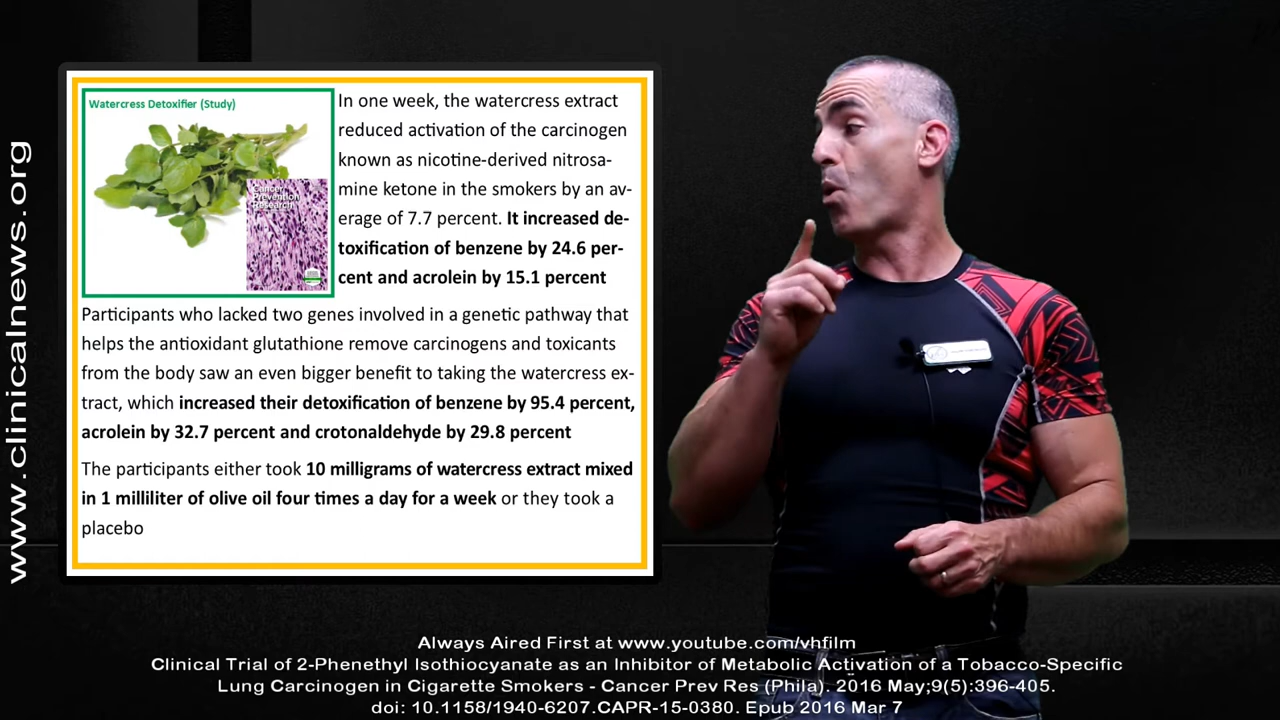 www.clinicalnews.org
Watercress Detoxifier (Study)
Cancer
Prevention
Research
In one week, the watercress extract
reduced activation of the carcinogen
known as nicotine-derived nitrosa-
mine ketone in the smokers by an av-
erage of 7.7 percent. It increased de-
toxification of benzene by 24.6 per-
cent and acrolein by 15.1 percent
Participants who lacked two genes involved in a genetic pathway that
helps the antioxidant glutathione remove carcinogens and toxicants
from the body saw an even bigger benefit to taking the watercress ex-
tract, which increased their detoxification of benzene by 95.4 percent,
acrolein by 32.7 percent and crotonaldehyde by 29.8 percent
The participants either took 10 milligrams of watercress extract mixed
in 1 milliliter of olive oil four times a day for a week or they took a
placebo
Always Aired First at www.youtube.com/vhfilm
Clinical Trial of 2-Phenethyl Isothiocyanate as an Inhibitor of Metabolic Activation of a Tobacco-Specific
Lung Carcinogen in Cigarette Smokers - Cancer Prev Res (Phila). 2016 May;9(5):396-405.
doi: 10.1158/1940-6207.CAPR-15-0380. Epub 2016 Mar 7